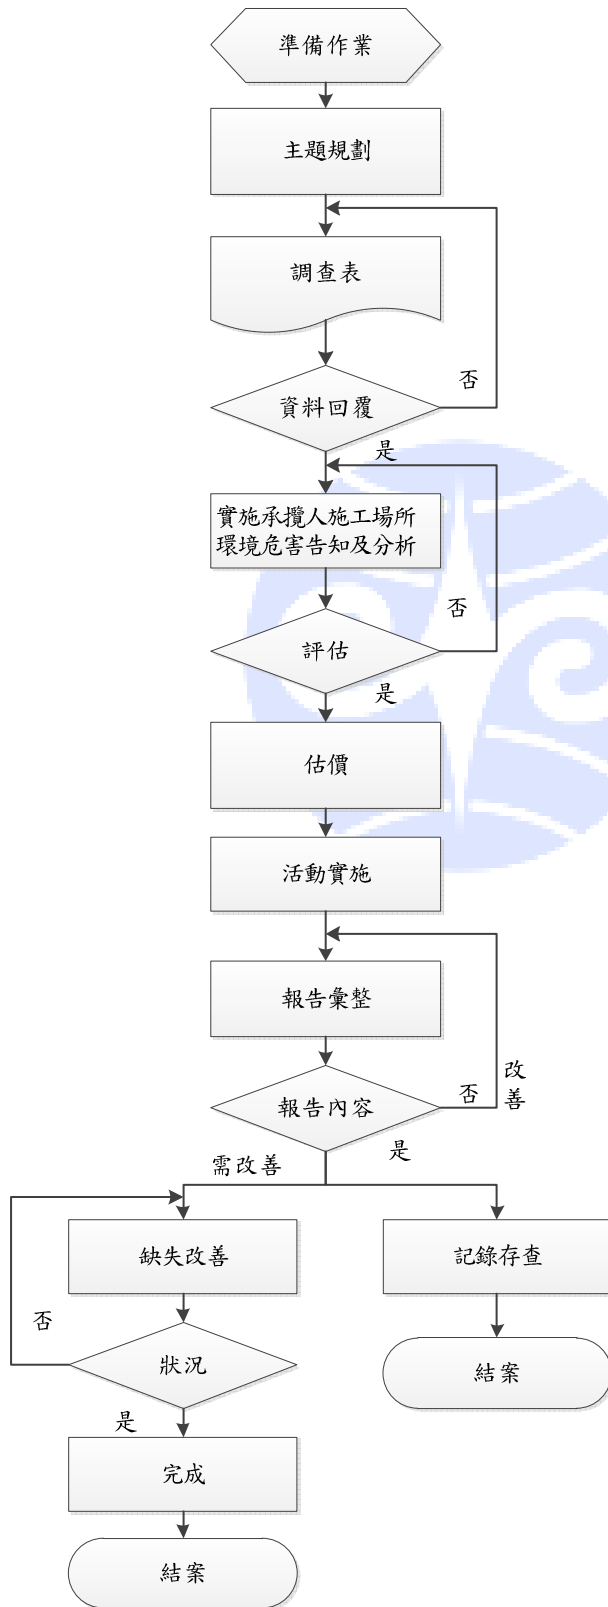 準備作業
主題規劃
調查表
否
資料回覆
是
實施承攬人施工場所
環境危害告知及分析
否
評估
是
估價
活動實施
報告彙整
改
善
報告內容
否
是
需改善
缺失改善
記錄存查
否
狀況
結案
是
完成
結案